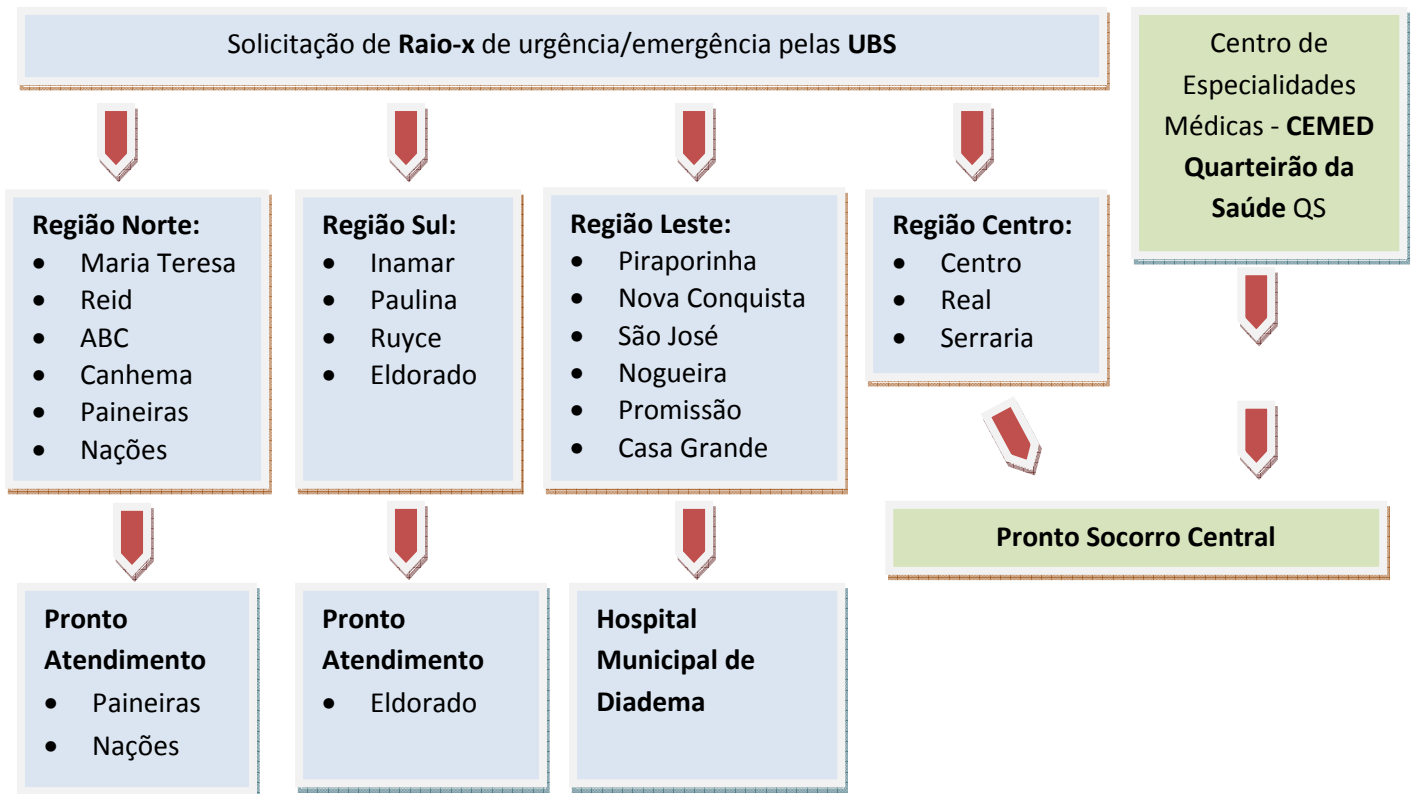 Solicitação de Raio-x de urgência/emergência pelas UBS
Centro de
Especialidades
Médicas - CEMED
Quarteirão da
Saúde QS
Região Norte:
• Maria Teresa
• Reid
• ABC
• Canhema
• Paineiras
• Nações
Região Sul:
• Inamar
• Paulina
• Ruyce
• Eldorado
Região Leste:
• Piraporinha
• Nova Conquista
• São José
• Nogueira
• Promissão
• Casa Grande
Região Centro:
• Centro
• Real
• Serraria
Pronto
Atendimento
• Paineiras
• Nações
Pronto
Atendimento
• Eldorado
Hospital
Municipal de
Diadema
Pronto Socorro Central